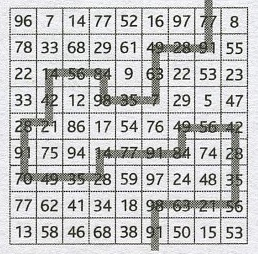 96 7 14 77 52 16 97 77 8
78 33 68 29 61 49 28 91 55
22 14 56 84 9 63 22 53 23
33 42 12 98 35 7 29 5 47
28 21 86 17 54 76 49 56 42
91 75 94 14 77 91 84 74 28
70 49 35 28 59 97 24 48 35
77 62 41 34 18 98 63 21 56
13 58 46 68 38 91 50 15 53